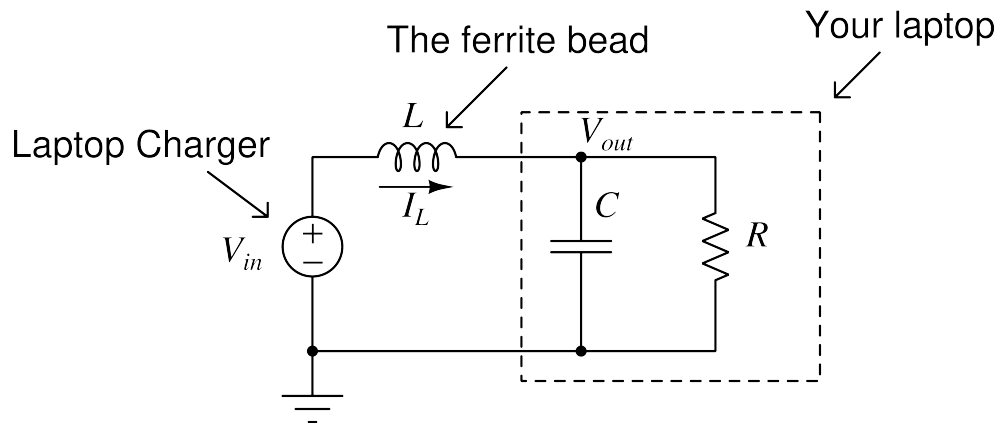 Your laptop
The ferrite bead
Laptop Charger
L
V_out
I_L
C
V_in
+
−
R